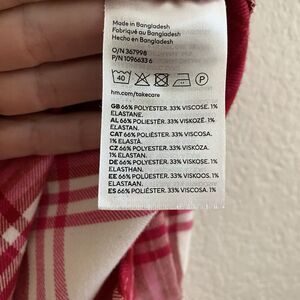 Made in Bangladesh
Fabriqué au Bangladesh
Hecho en Bangladesh
O/N 367998
P/N 1096633 6
40
P
hm.com/takecare
GB 66% POLYESTER. 33% VISCOSE. 1%
ELASTANE.
AL 66% POLIESTËR. 33% VISKOZË. 1%
ELASTAN.
CAT 66% POLIÈSTER. 33% VISCOSA.
1% ELASTÀ.
CZ 66% POLYESTER. 33% VISKÓZA.
1% ELASTAN.
DE 66% POLYESTER. 33% VISKOSE. 1%
ELASTHAN.
EE 66% POLÜESTER. 33% VISKOOS. 1%
ELASTAAN.
ES 66% POLIÉSTER. 33% VISCOSA. 1%